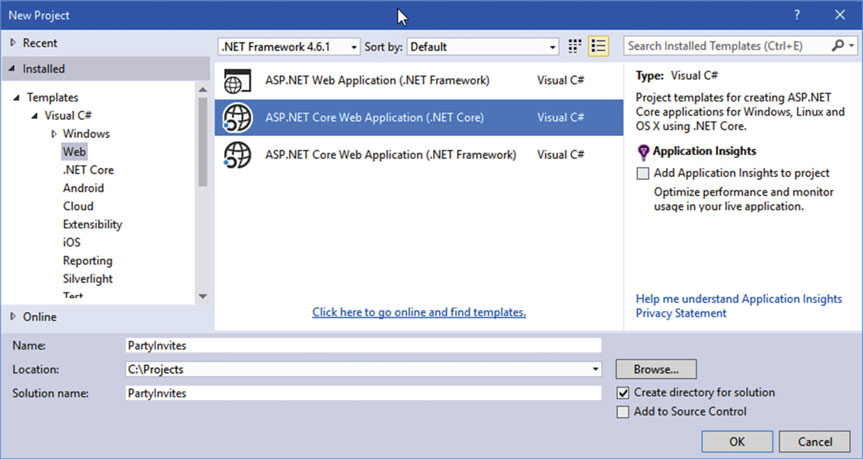 New Project
?
Recent
.NET Framework 4.6.1
Sort by: Default
Search Installed Templates (Ctrl+E)
Installed
Templates
Visual C#
Windows
Web
.NET Core
Android
Cloud
Extensibility
iOS
Reporting
Silverlight
Test
Online
ASP.NET Web Application (.NET Framework) Visual C#
ASP.NET Core Web Application (.NET Core) Visual C#
ASP.NET Core Web Application (.NET Framework) Visual C#
Click here to go online and find templates.
Type: Visual C#
Project templates for creating ASP.NET
Core applications for Windows, Linux and
OS X using .NET Core.
Application Insights
Add Application Insights to project
Optimize performance and monitor
usage in your live application.
Help me understand Application Insights
Privacy Statement
Name: PartyInvites
Location: C:\Projects
Browse...
Solution name: PartyInvites
Create directory for solution
Add to Source Control
OK
Cancel